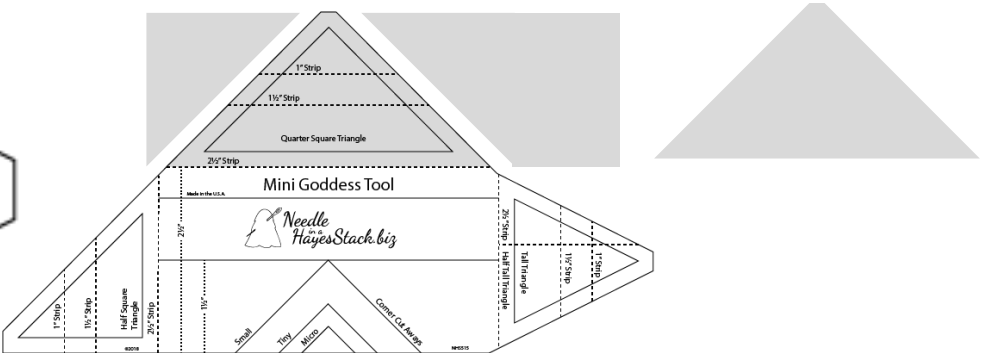 1" Strip
1½" Strip
Quarter Square Triangle
2½" Strip
Made in the U.S.A.
Mini Goddess Tool
Needle
in a
HayesStack.biz
2½"
1½"
1" Strip
1½" Strip
Half Square
Triangle
2½" Strip
©2018
Small
Tiny
Micro
Corner Cut Aways
NHS515
2½" Strip
Half Tall Triangle
Tall Triangle
1½" Strip
1" Strip